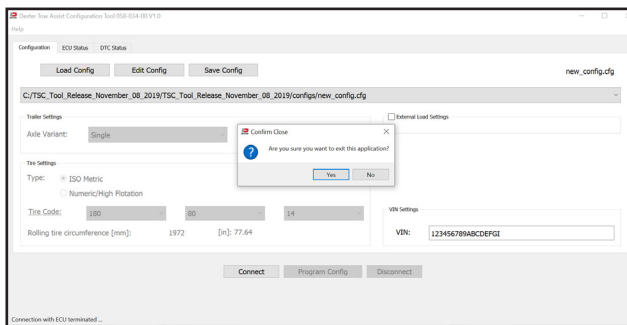 Dexter Tow Assist Configuration Tool 058-034-00 V1.0
Help
Configuration ECU Status DTC Status
Load Config Edit Config Save Config new_config.cfg
C:/TSC_Tool_Release_November_08_2019/TSC_Tool_Release_November_08_2019/configs/new_config.cfg
Trailer Settings External Load Settings
Axle Variant: Single
Confirm Close
Are you sure you want to exit this application?
Yes No
Tire Settings
Type: ISO Metric
Numeric/High Flotation
Tire Code: 180 80 14
Rolling tire circumference [mm]: 1972 [in]: 77.64
VIN Settings
VIN: 123456789ABCDEFGI
Connect Program Config Disconnect
Connection with ECU terminated ...